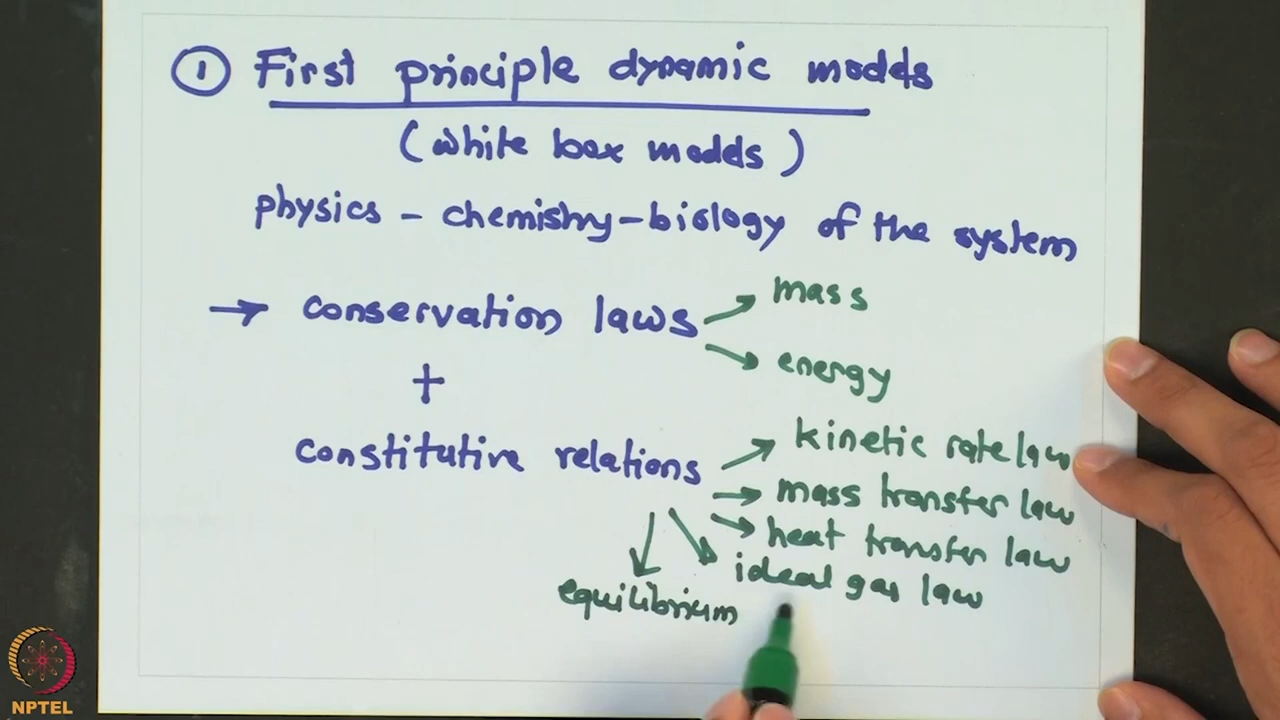 ① First principle dynamic models
(white box models)
physics - chemistry - biology of the system
→ conservation laws
mass
energy
+
constitutive relations
kinetic rate law
mass transfer law
heat transfer law
ideal gas law
equilibrium
NPTEL